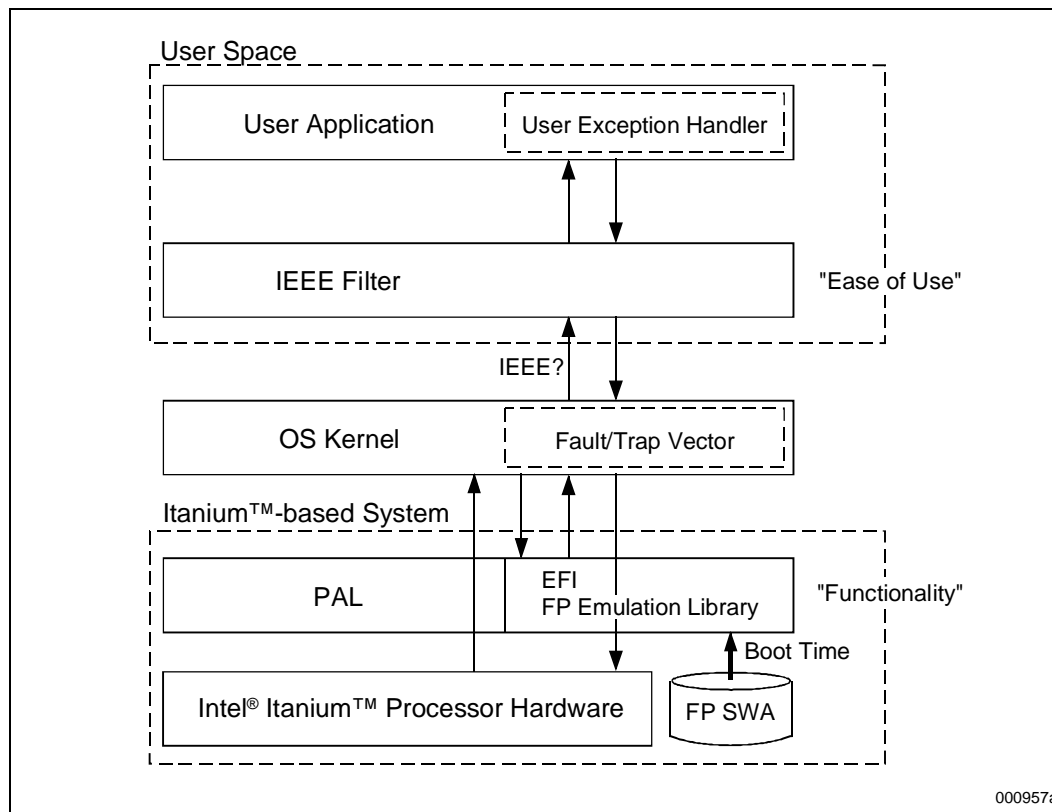 User Space
User Application
User Exception Handler
IEEE Filter
"Ease of Use"
IEEE?
OS Kernel
Fault/Trap Vector
Itanium™-based System
PAL
EFI
FP Emulation Library
"Functionality"
Boot Time
Intel® Itanium™ Processor Hardware
FP SWA
000957a